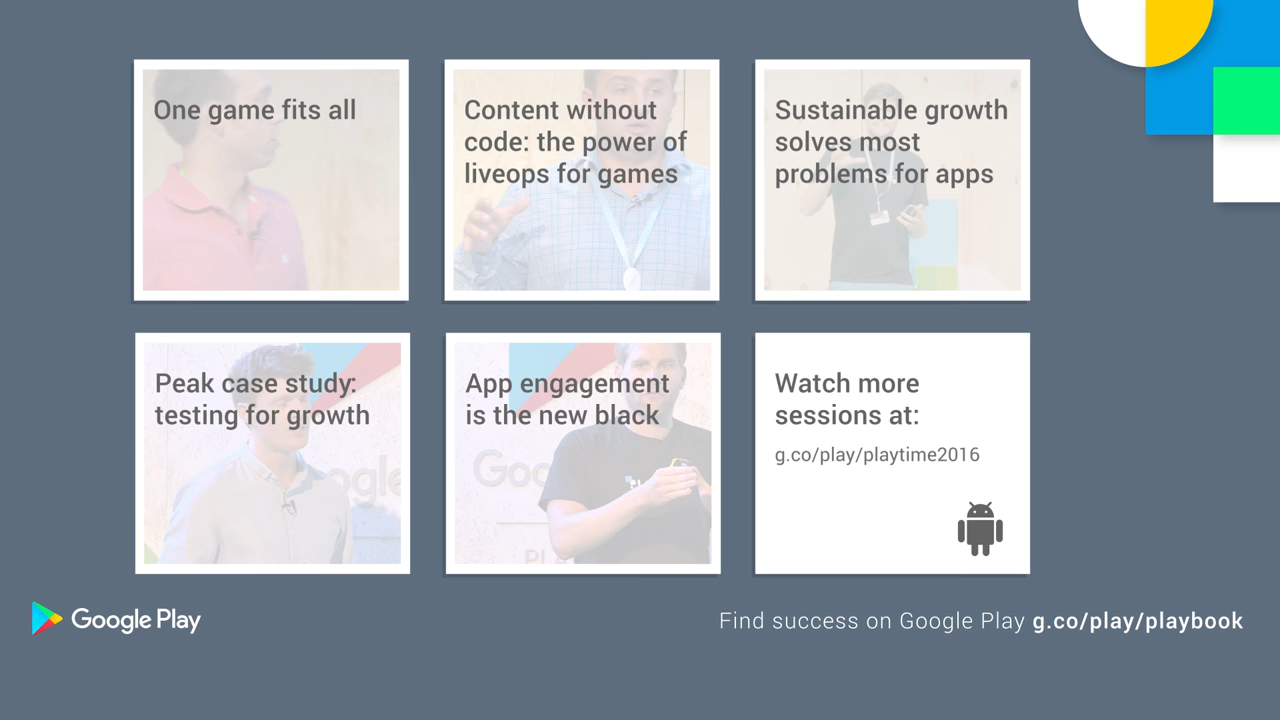 One game fits all
Content without
code: the power of
liveops for games
Sustainable growth
solves most
problems for apps
Peak case study:
testing for growth
App engagement
is the new black
Watch more
sessions at:
g.co/play/playtime2016
Google Play
Find success on Google Play g.co/play/playbook